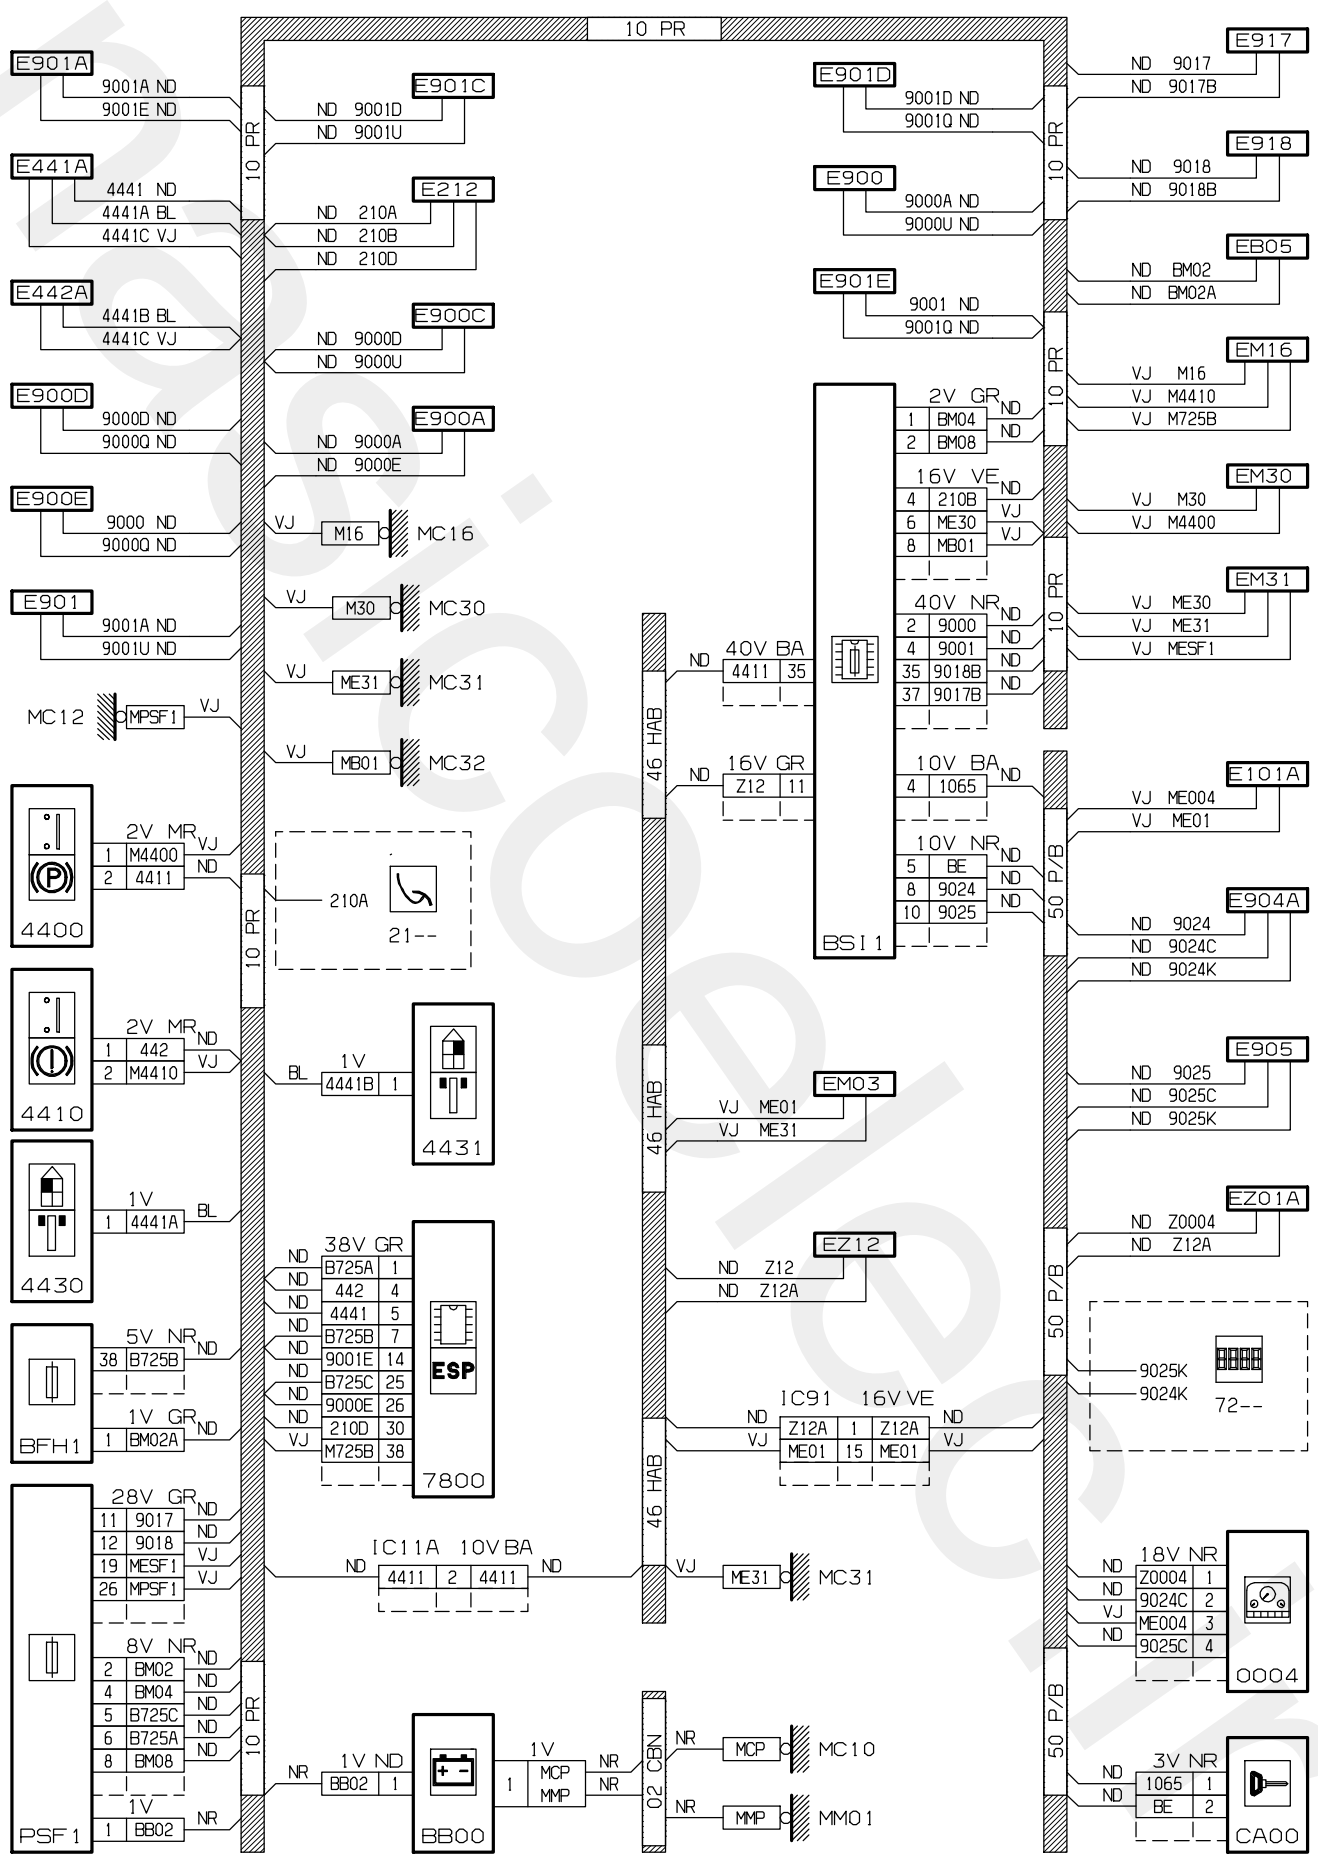 10 PR
E901A
9001A ND
9001E ND
E441A
4441 ND
4441A BL
4441C VJ
E442A
4441B BL
4441C VJ
E900D
9000D ND
9000Q ND
E900E
9000 ND
9000Q ND
E901
9001A ND
9001U ND
MC12 MPSF1 VJ
4400
2V MR
1 M4400 VJ
2 4411 ND
4410
2V MR
1 442 ND
2 M4410 VJ
4430
1V
1 4441A BL
BFH1
5V NR
38 B725B ND
1V GR
1 BM02A ND
PSF1
28V GR
11 9017 ND
12 9018 ND
19 MESF1 VJ
26 MPSF1 VJ
8V NR
2 BM02 ND
4 BM04 ND
5 B725C ND
6 B725A ND
8 BM08 ND
1V
1 BB02 NR
10 PR
10 PR
10 PR
E901C
ND 9001D
ND 9001U
E212
ND 210A
ND 210B
ND 210D
E900C
ND 9000D
ND 9000U
E900A
ND 9000A
ND 9000E
VJ M16 MC16
VJ M30 MC30
VJ ME31 MC31
VJ MB01 MC32
210A
21--
4431
1V
BL 4441B 1
7800
ESP
38V GR
ND B725A 1
ND 442 4
ND 4441 5
ND B725B 7
ND 9001E 14
ND B725C 25
ND 9000E 26
ND 210D 30
VJ M725B 38
IC11A 10V BA
ND 4411 2 4411 ND
BB00
1V ND
NR BB02 1
1V
1 MCP NR
MMP NR
46 HAB
46 HAB
46 HAB
02 CBN
NR MCP MC10
NR MMP MM01
VJ ME31 MC31
E901D
9001D ND
9001Q ND
E900
9000A ND
9000U ND
E901E
9001 ND
9001Q ND
BSI1
2V GR
1 BM04 ND
2 BM08 ND
16V VE
4 210B ND
6 ME30 VJ
8 MB01 VJ
40V NR
2 9000 ND
4 9001 ND
35 9018B ND
37 9017B ND
40V BA
ND 4411 35
16V GR
ND Z12 11
10V BA
4 1065 ND
10V NR
5 BE ND
8 9024 ND
10 9025 ND
EM03
VJ ME01
VJ ME31
EZ12
ND Z12
ND Z12A
IC91 16V VE
ND Z12A 1 Z12A ND
VJ ME01 15 ME01 VJ
10 PR
10 PR
10 PR
50 P/B
50 P/B
50 P/B
E917
ND 9017
ND 9017B
E918
ND 9018
ND 9018B
EB05
ND BM02
ND BM02A
EM16
VJ M16
VJ M4410
VJ M725B
EM30
VJ M30
VJ M4400
EM31
VJ ME30
VJ ME31
VJ MESF1
E101A
VJ ME004
VJ ME01
E904A
ND 9024
ND 9024C
ND 9024K
E905
ND 9025
ND 9025C
ND 9025K
EZ01A
ND Z0004
ND Z12A
9025K
9024K
72--
0004
18V NR
ND Z0004 1
ND 9024C 2
VJ ME004 3
ND 9025C 4
CA00
3V NR
ND 1065 1
ND BE 2